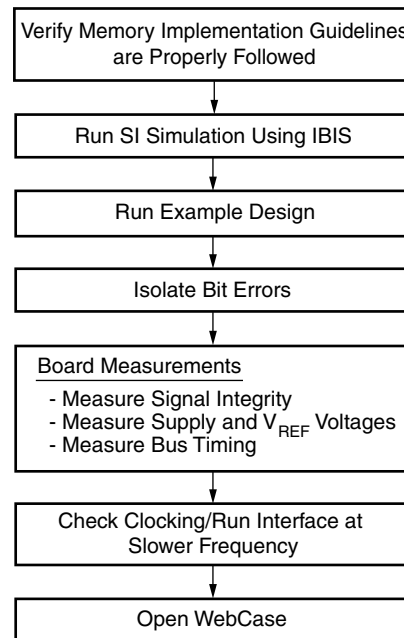 Verify Memory Implementation Guidelines
are Properly Followed
Run SI Simulation Using IBIS
Run Example Design
Isolate Bit Errors
Board Measurements
- Measure Signal Integrity
- Measure Supply and VREF Voltages
- Measure Bus Timing
Check Clocking/Run Interface at
Slower Frequency
Open WebCase